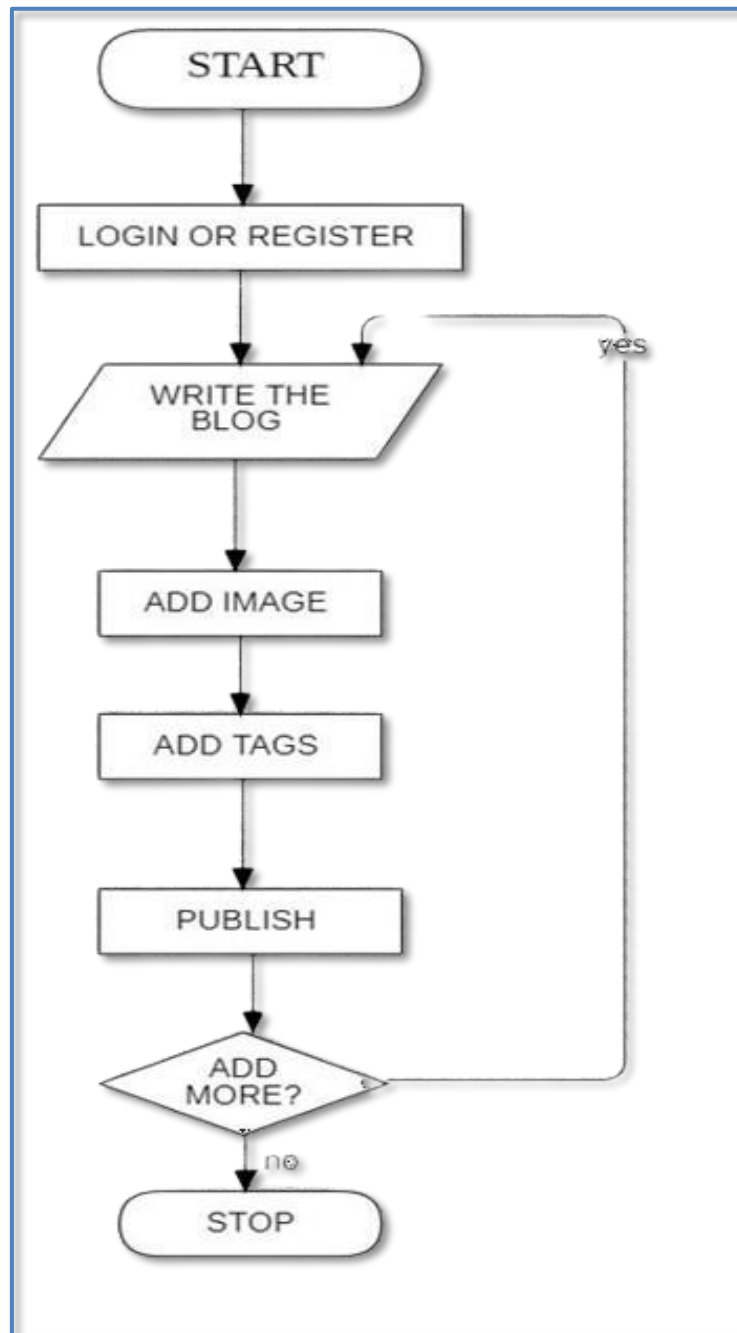 START
LOGIN OR REGISTER
yes
WRITE THE
BLOG
ADD IMAGE
ADD TAGS
PUBLISH
ADD
MORE?
no
STOP